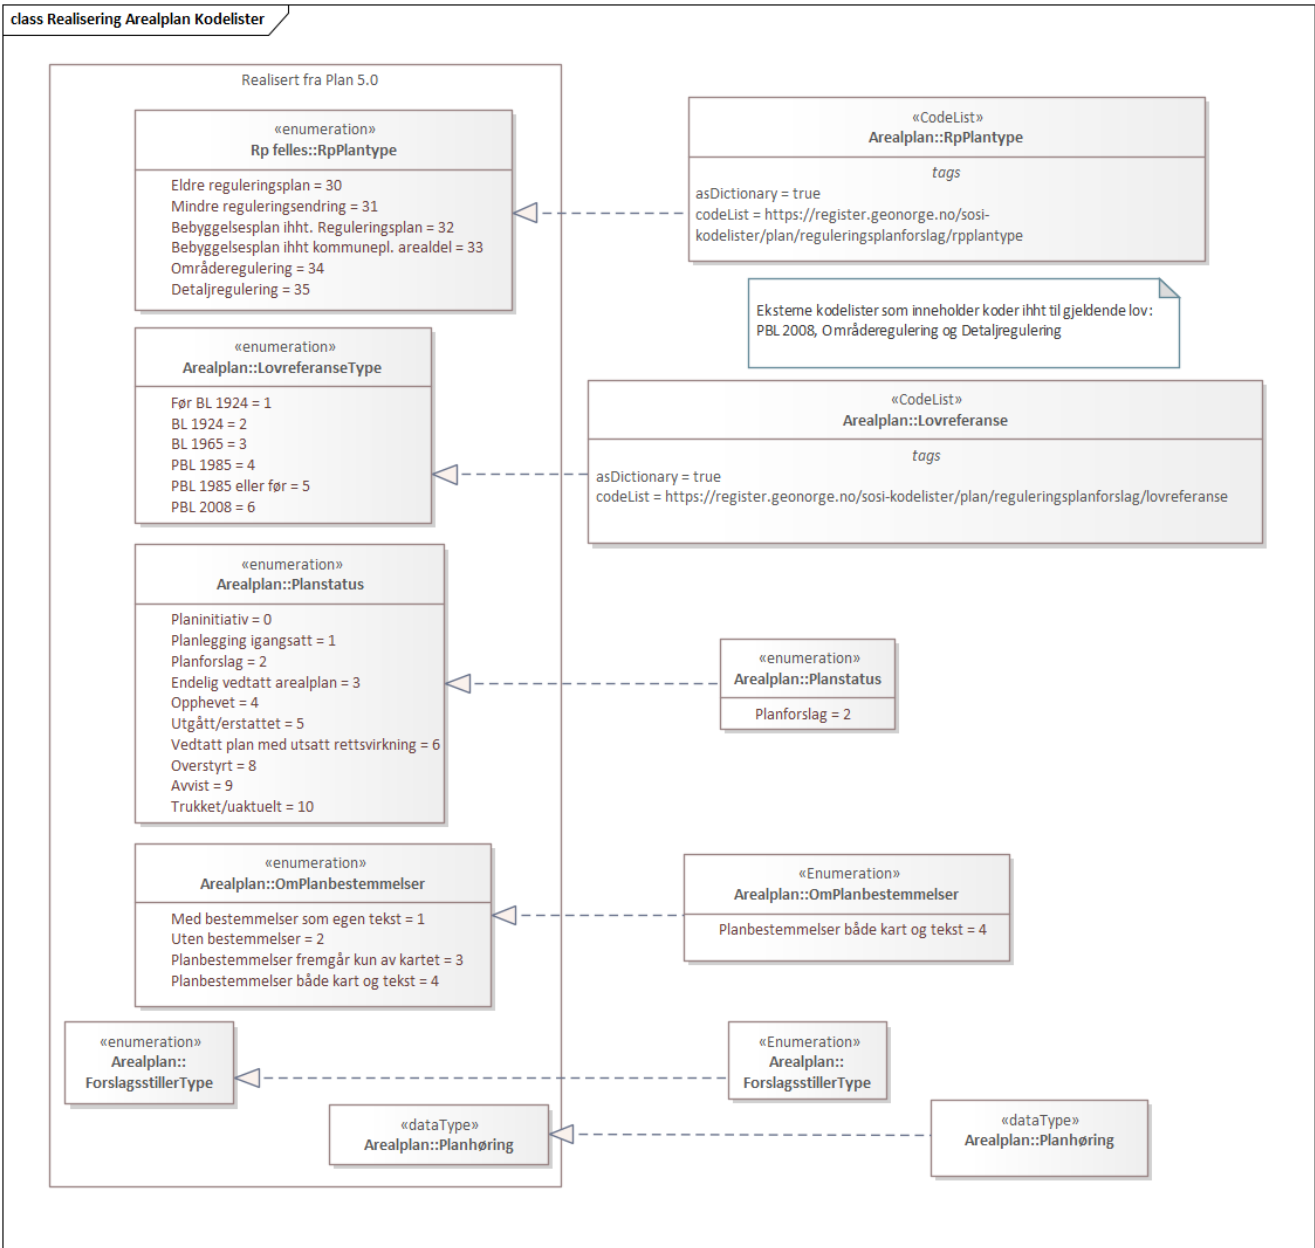 class Realisering Arealplan Kodelister
Realisert fra Plan 5.0
«enumeration»
Rp felles::RpPlantype
Eldre reguleringsplan = 30
Mindre reguleringsendring = 31
Bebyggelsesplan ihht. Reguleringsplan = 32
Bebyggelsesplan ihht kommunepl. arealdel = 33
Områderegulering = 34
Detaljregulering = 35
«CodeList»
Arealplan::RpPlantype
tags
asDictionary = true
codeList = https://register.geonorge.no/sosi-
kodelister/plan/reguleringsplanforslag/rpplantype
Eksterne kodelister som inneholder koder ihht til gjeldende lov:
PBL 2008, Områderegulering og Detaljregulering
«enumeration»
Arealplan::LovreferanseType
Før BL 1924 = 1
BL 1924 = 2
BL 1965 = 3
PBL 1985 = 4
PBL 1985 eller før = 5
PBL 2008 = 6
«CodeList»
Arealplan::Lovreferanse
tags
asDictionary = true
codeList = https://register.geonorge.no/sosi-kodelister/plan/reguleringsplanforslag/lovreferanse
«enumeration»
Arealplan::Planstatus
Planinitiativ = 0
Planlegging igangsatt = 1
Planforslag = 2
Endelig vedtatt arealplan = 3
Opphevet = 4
Utgått/erstattet = 5
Vedtatt plan med utsatt rettsvirkning = 6
Overstyrt = 8
Avvist = 9
Trukket/uaktuelt = 10
«enumeration»
Arealplan::Planstatus
Planforslag = 2
«enumeration»
Arealplan::OmPlanbestemmelser
Med bestemmelser som egen tekst = 1
Uten bestemmelser = 2
Planbestemmelser fremgår kun av kartet = 3
Planbestemmelser både kart og tekst = 4
«Enumeration»
Arealplan::OmPlanbestemmelser
Planbestemmelser både kart og tekst = 4
«enumeration»
Arealplan::
ForslagsstillerType
«Enumeration»
Arealplan::
ForslagsstillerType
«dataType»
Arealplan::Planhøring
«dataType»
Arealplan::Planhøring